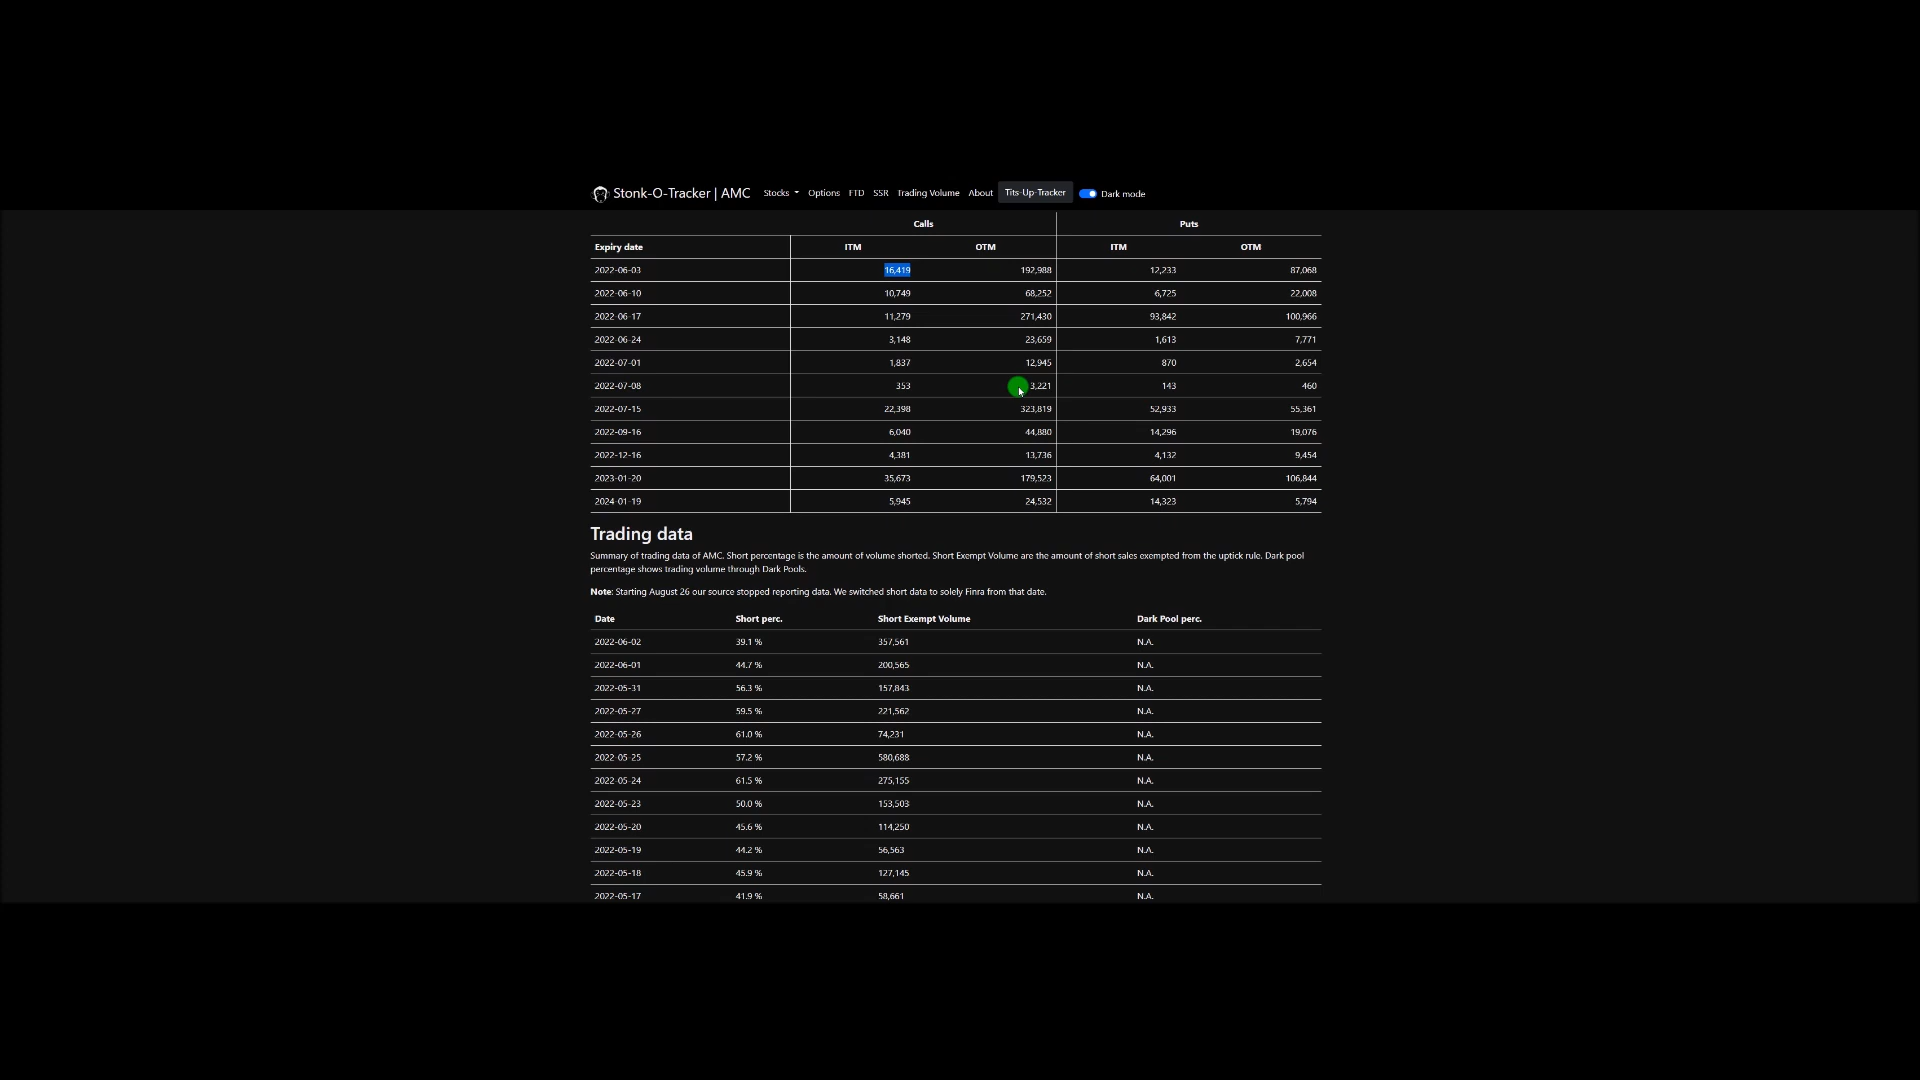 Stonk-O-Tracker | AMC Stocks Options FTD SSR Trading Volume About Tits-Up-Tracker Dark mode
Calls Puts
Expiry date ITM OTM ITM OTM
2022-06-03 16,419 192,988 12,233 87,068
2022-06-10 10,749 68,252 6,725 22,008
2022-06-17 11,279 271,430 93,842 100,966
2022-06-24 3,148 23,659 1,613 7,771
2022-07-01 1,837 12,945 870 2,654
2022-07-08 353 3,221 143 460
2022-07-15 22,398 323,819 52,933 55,361
2022-09-16 6,040 44,880 14,296 19,076
2022-12-16 4,381 13,736 4,132 9,454
2023-01-20 35,673 179,523 64,001 106,844
2024-01-19 5,945 24,532 14,323 5,794
Trading data
Summary of trading data of AMC. Short percentage is the amount of volume shorted. Short Exempt Volume are the amount of short sales exempted from the uptick rule. Dark pool
percentage shows trading volume through Dark Pools.
Note: Starting August 26 our source stopped reporting data. We switched short data to solely Finra from that date.
Date Short perc. Short Exempt Volume Dark Pool perc.
2022-06-02 39.1 % 357,561 N.A.
2022-06-01 44.7 % 200,565 N.A.
2022-05-31 56.3 % 157,843 N.A.
2022-05-27 59.5 % 221,562 N.A.
2022-05-26 61.0 % 74,231 N.A.
2022-05-25 57.2 % 580,688 N.A.
2022-05-24 61.5 % 275,155 N.A.
2022-05-23 50.0 % 153,503 N.A.
2022-05-20 45.6 % 114,250 N.A.
2022-05-19 44.2 % 56,563 N.A.
2022-05-18 45.9 % 127,145 N.A.
2022-05-17 41.9 % 58,661 N.A.